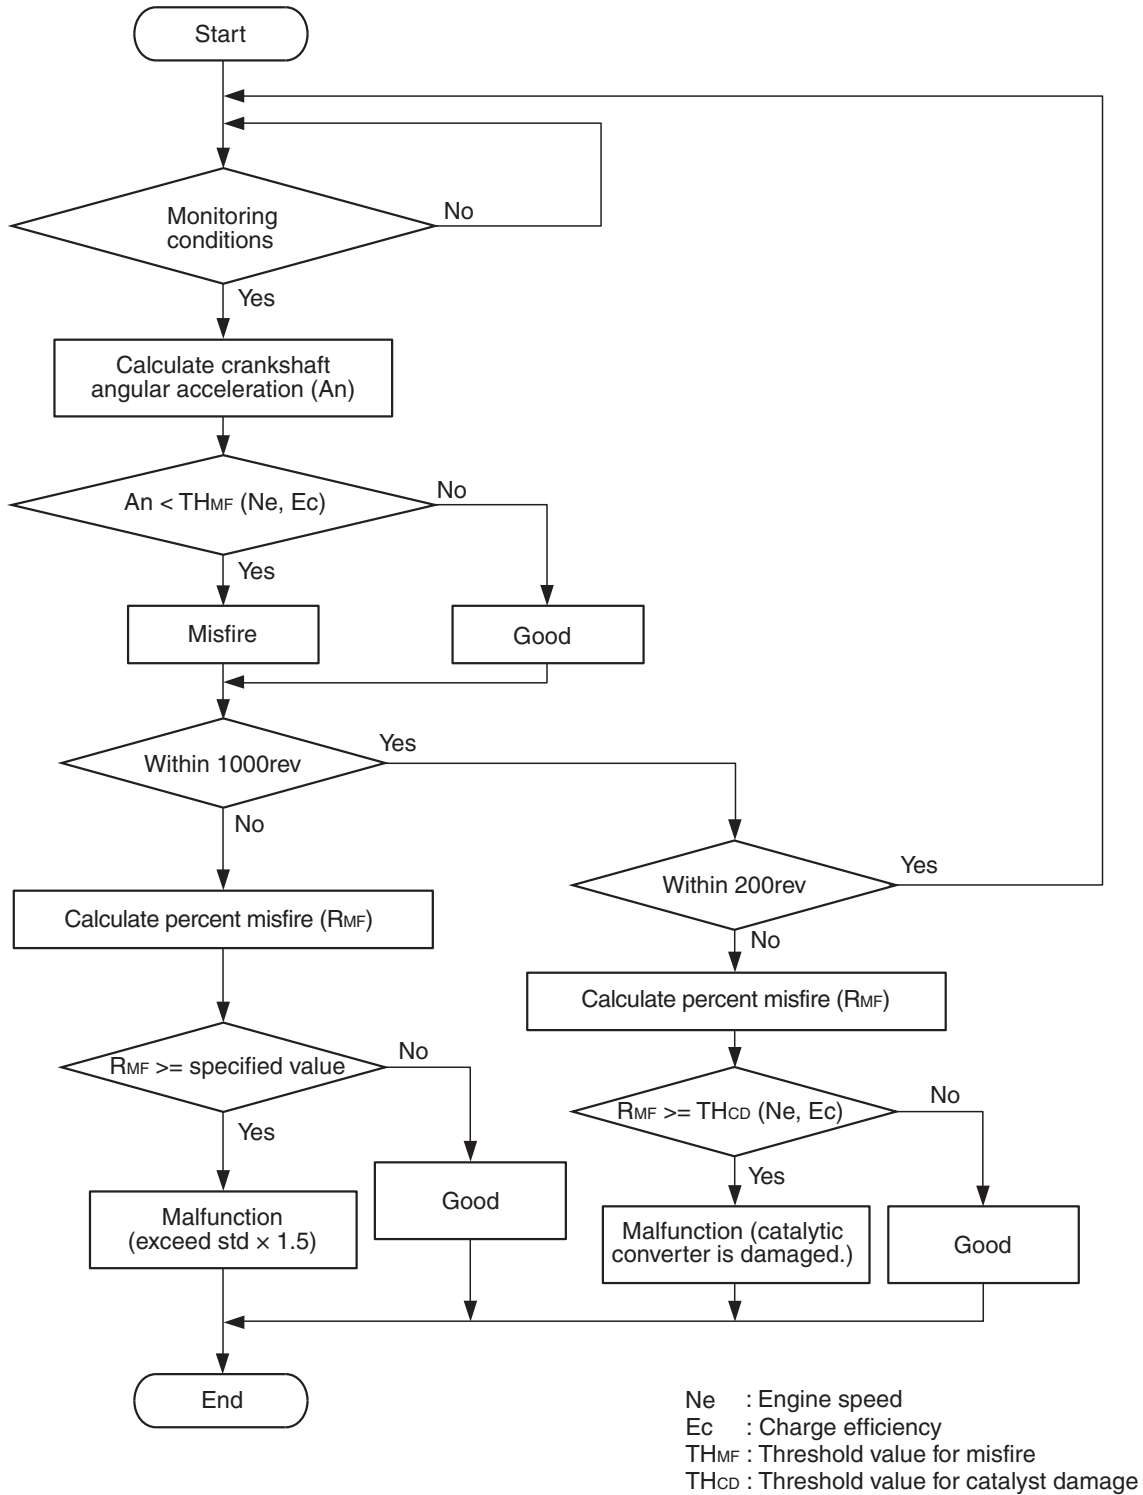 Start
Monitoring
conditions
No
Yes
Calculate crankshaft
angular acceleration (An)
An < THMF (Ne, Ec)
No
Yes
Misfire
Good
Within 1000rev
Yes
No
Within 200rev
Yes
No
Calculate percent misfire (RMF)
Calculate percent misfire (RMF)
RMF >= specified value
No
Yes
RMF >= THCD (Ne, Ec)
No
Yes
Malfunction
(exceed std × 1.5)
Good
Malfunction (catalytic
converter is damaged.)
Good
End
Ne : Engine speed
Ec : Charge efficiency
THMF : Threshold value for misfire
THCD : Threshold value for catalyst damage